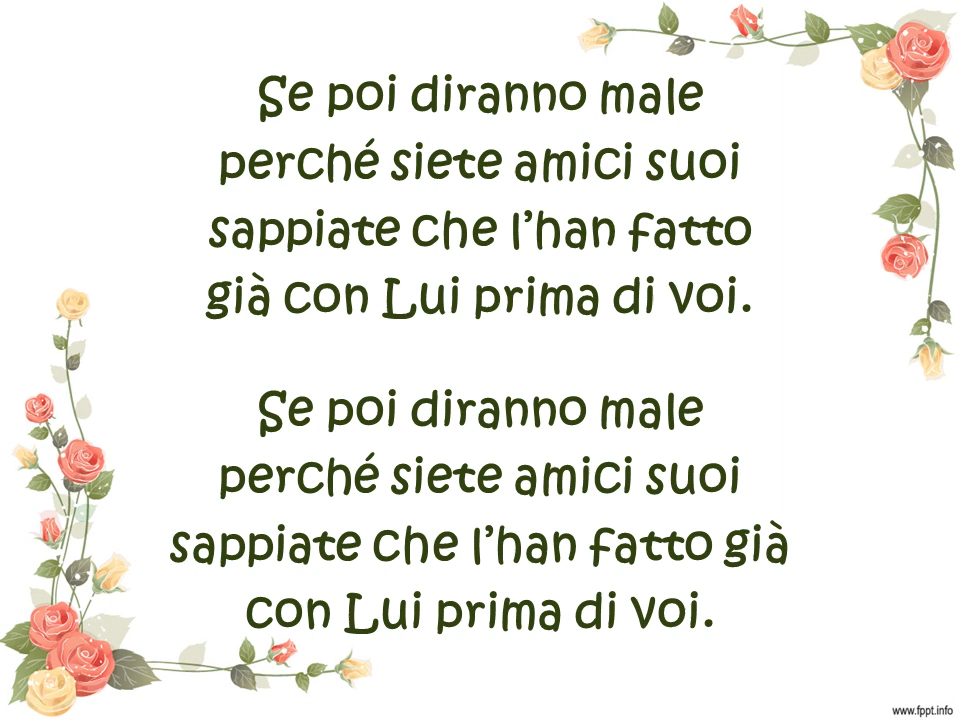 Se poi diranno male
perché siete amici suoi
sappiate che l’han fatto
già con Lui prima di voi.
Se poi diranno male
perché siete amici suoi
sappiate che l’han fatto già
con Lui prima di voi.
www.fppt.info